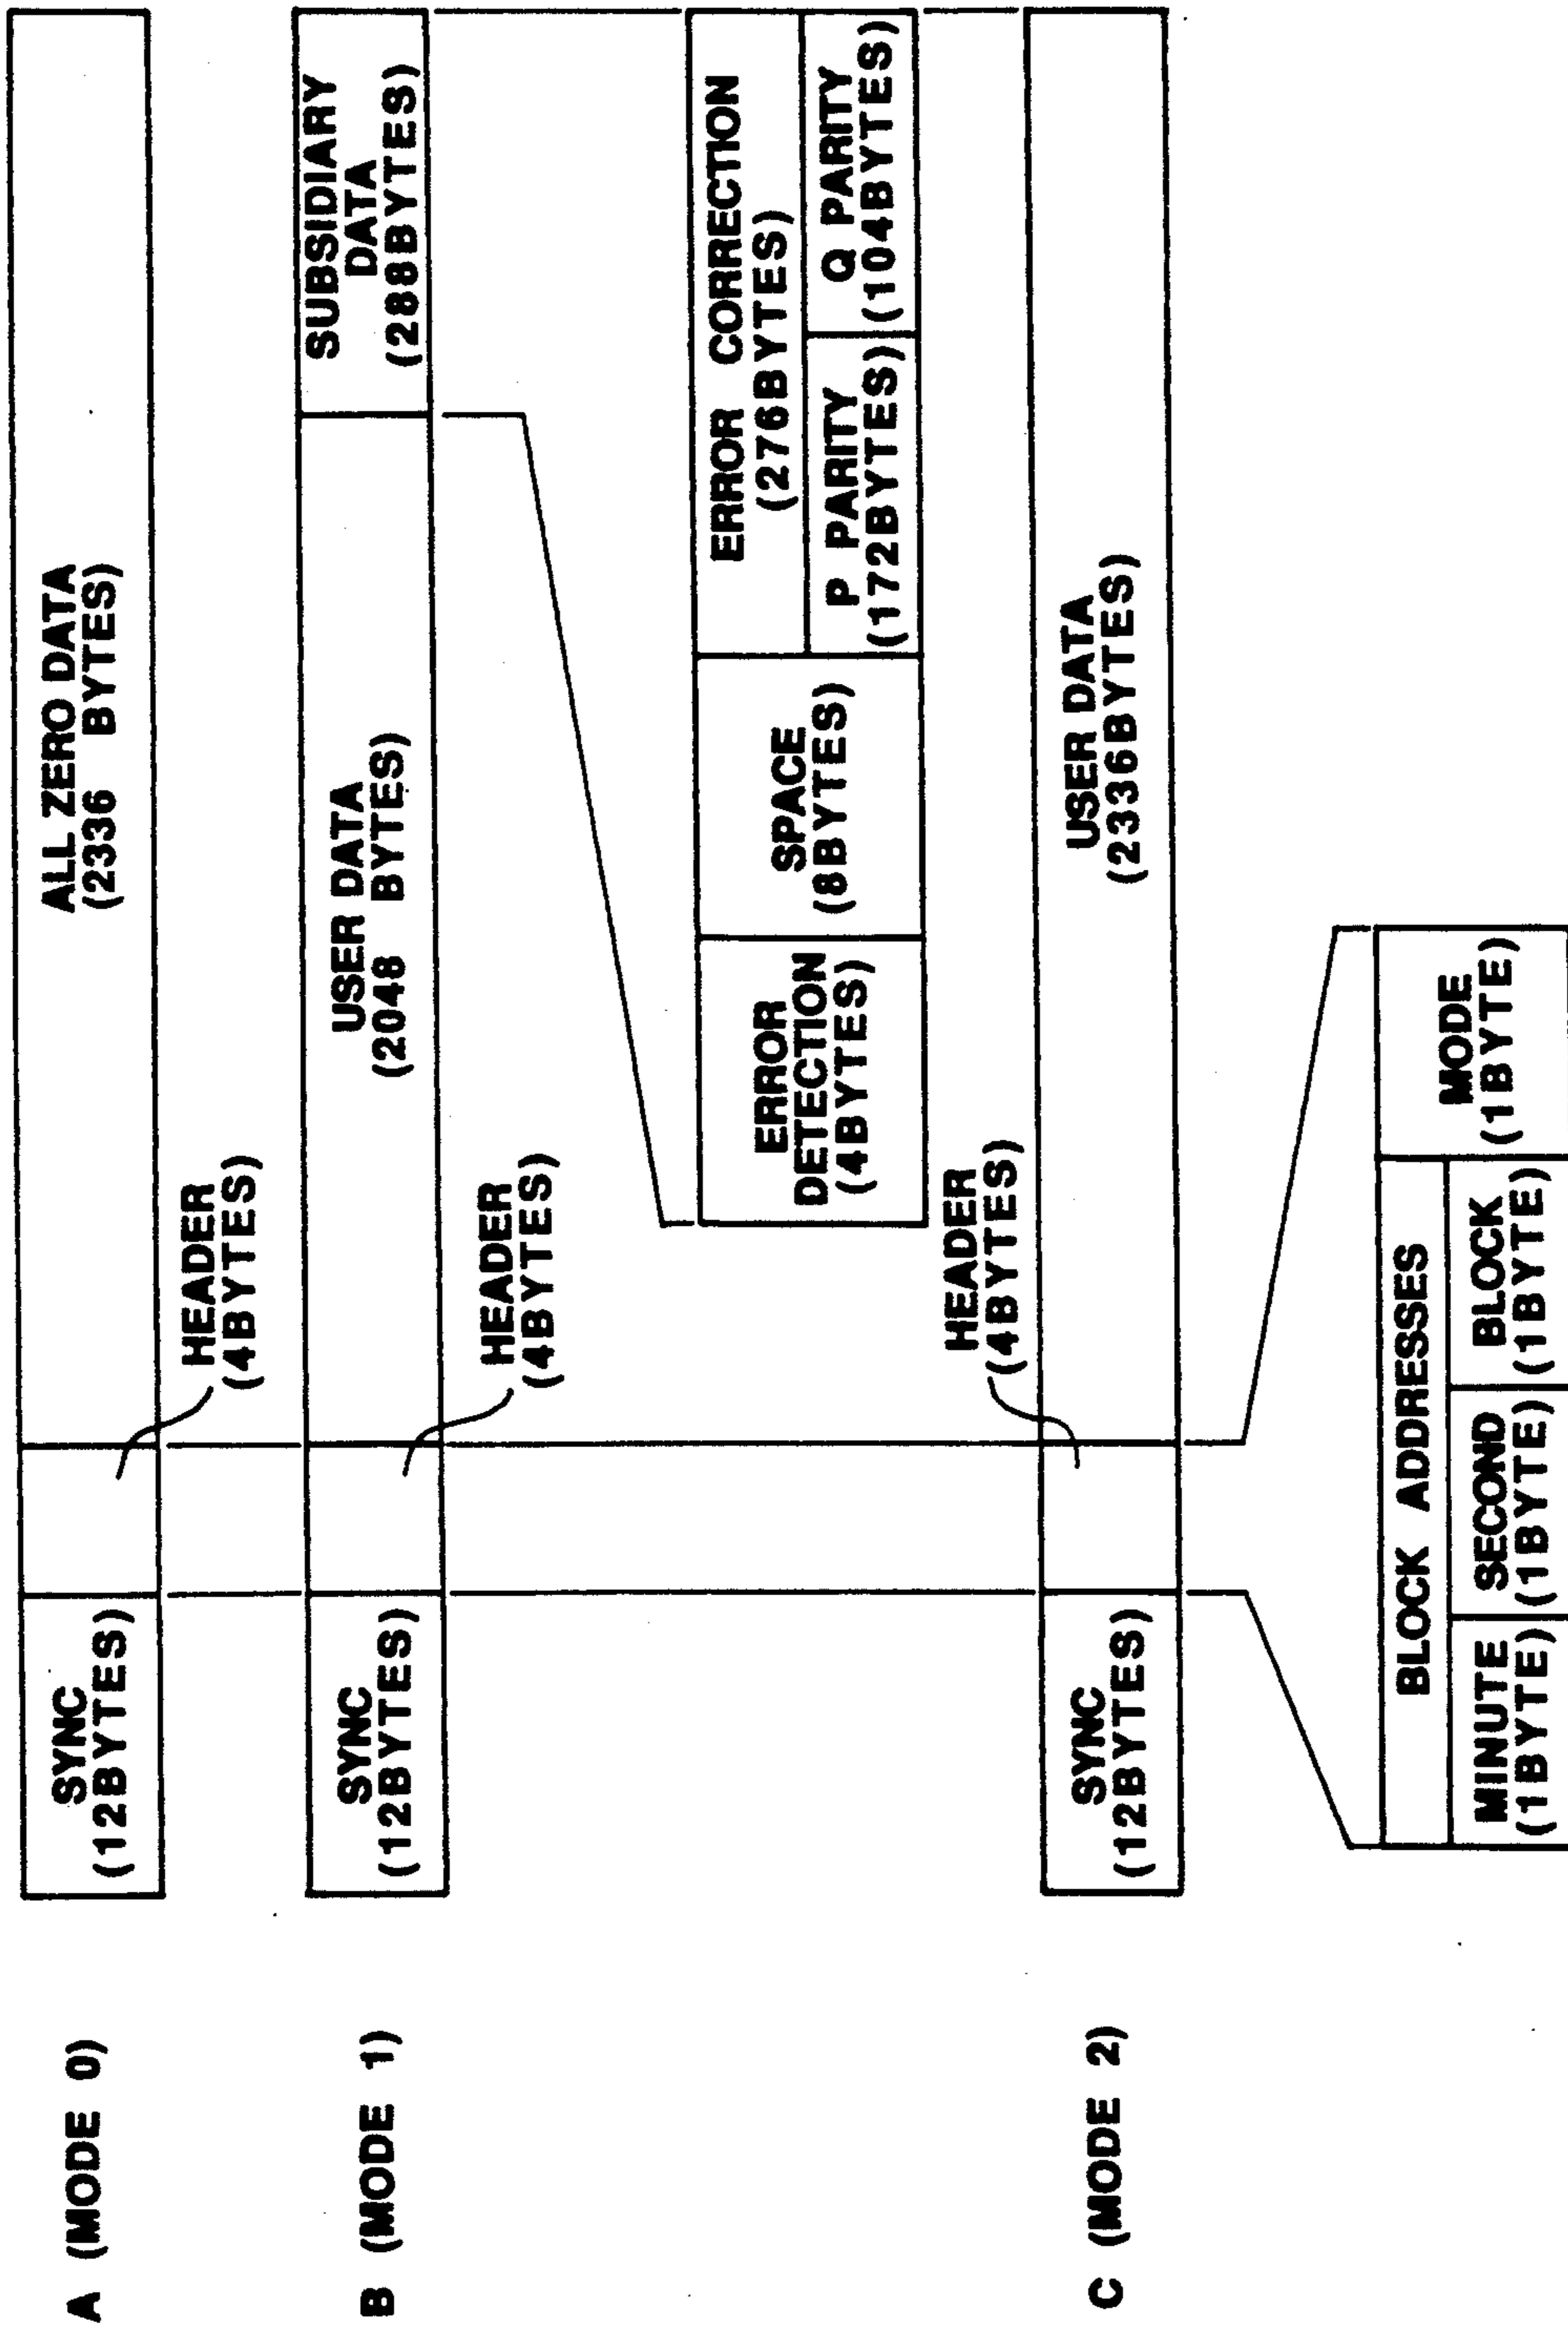 A (MODE 0)
SYNC
(12BYTES)
ALL ZERO DATA
(2336 BYTES)
HEADER
(4BYTES)
B (MODE 1)
SYNC
(12BYTES)
USER DATA
(2048 BYTES)
SUBSIDIARY
DATA
(288BYTES)
HEADER
(4BYTES)
ERROR
DETECTION
(4BYTES)
SPACE
(8BYTES)
ERROR CORRECTION
(276BYTES)
P PARITY
(172BYTES)
Q PARITY
(104BYTES)
HEADER
(4BYTES)
C (MODE 2)
SYNC
(12BYTES)
USER DATA
(2336BYTES)
BLOCK ADDRESSES
MINUTE
(1BYTE)
SECOND
(1BYTE)
BLOCK
(1BYTE)
MODE
(1BYTE)